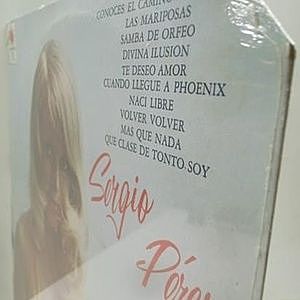 CONOCES EL CAMINO
LAS MARIPOSAS
SAMBA DE ORFEO
DIVINA ILUSION
TE DESEO AMOR
CUANDO LLEGUE A PHOENIX
NACI LIBRE
VOLVER VOLVER
MAS QUE NADA
QUE CLASE DE TONTO SOY
Sergio
Pérez